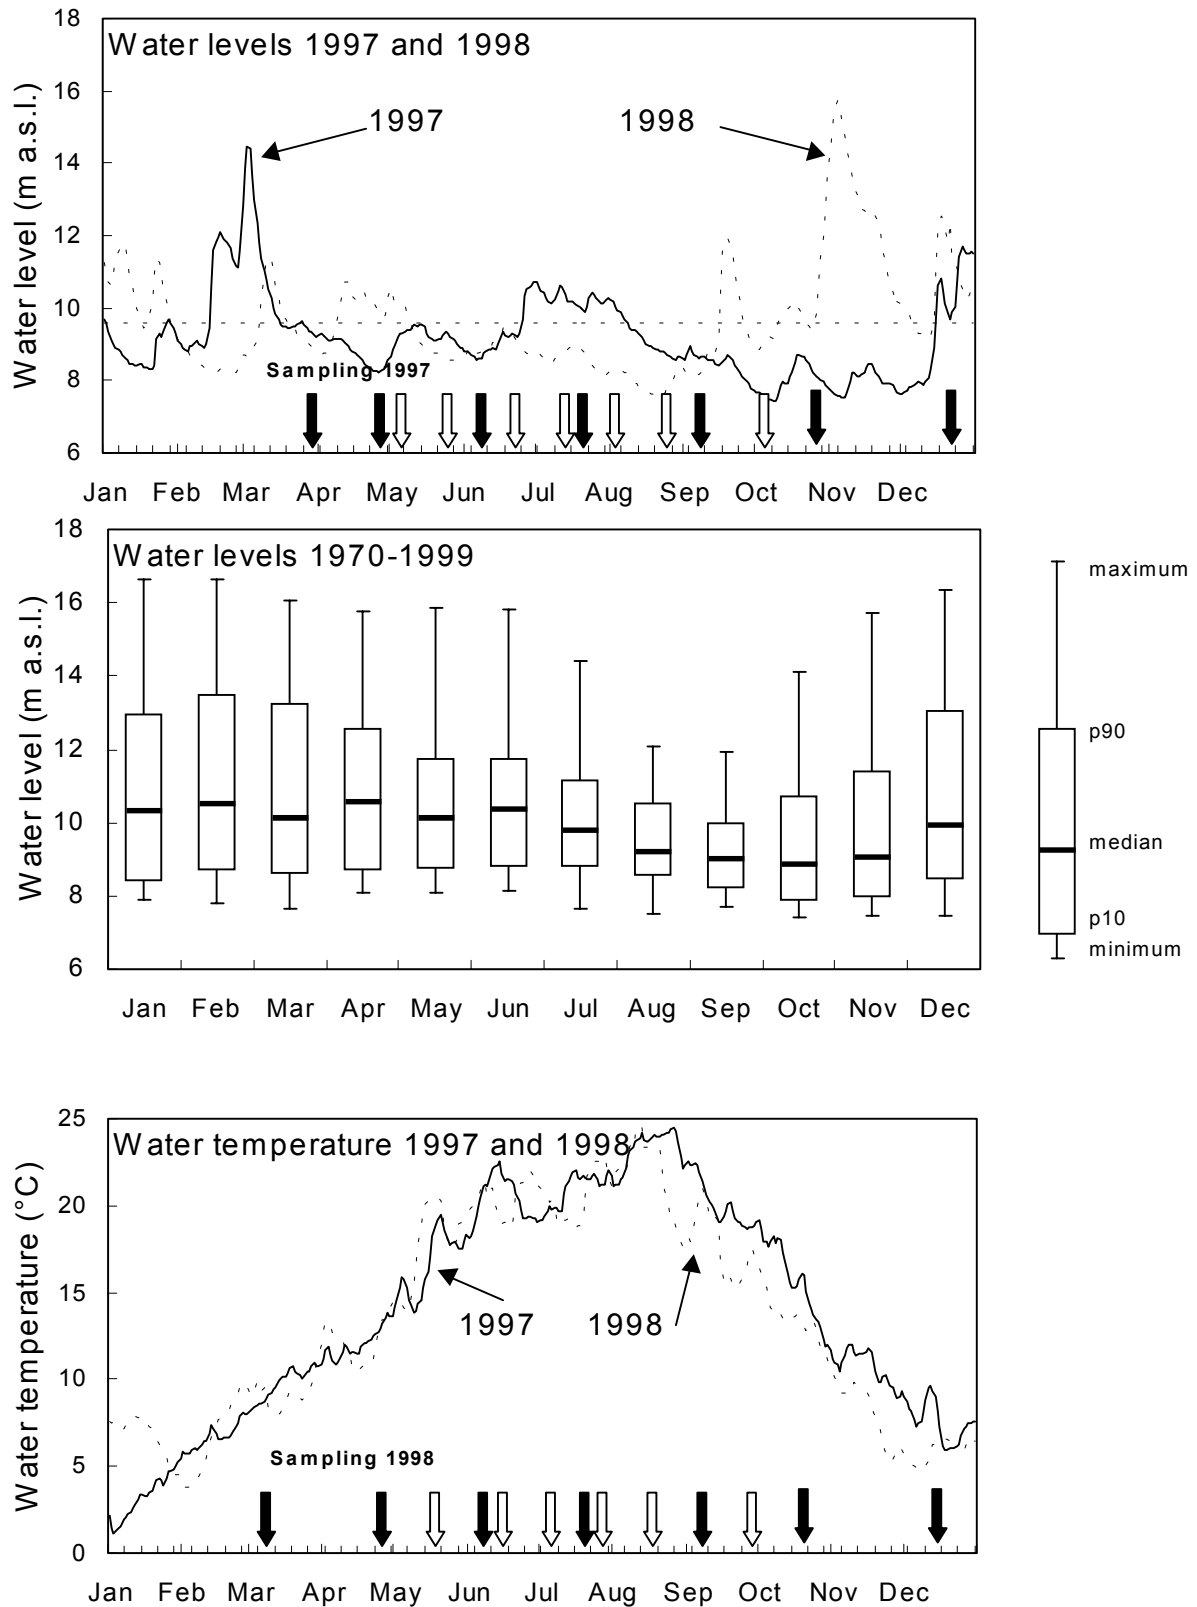 Water levels 1997 and 1998
Water level (m a.s.l.)
18
16
14
12
10
8
6
1997
1998
Sampling 1997
Jan Feb Mar Apr May Jun Jul Aug Sep Oct Nov Dec
Water levels 1970-1999
Water level (m a.s.l.)
18
16
14
12
10
8
6
Jan Feb Mar Apr May Jun Jul Aug Sep Oct Nov Dec
maximum
p90
median
p10
minimum
Water temperature 1997 and 1998
Water temperature (°C)
25
20
15
10
5
0
1997
1998
Sampling 1998
Jan Feb Mar Apr May Jun Jul Aug Sep Oct Nov Dec